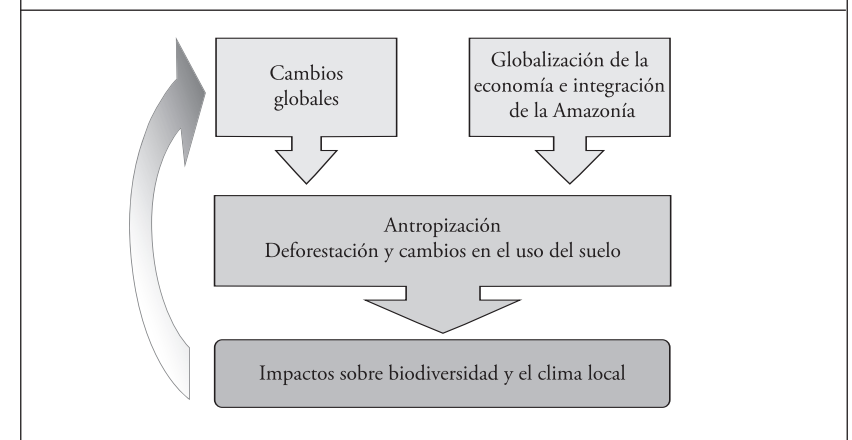 Cambios
globales
Globalización de la
economía e integración
de la Amazonía
Antropización
Deforestación y cambios en el uso del suelo
Impactos sobre biodiversidad y el clima local